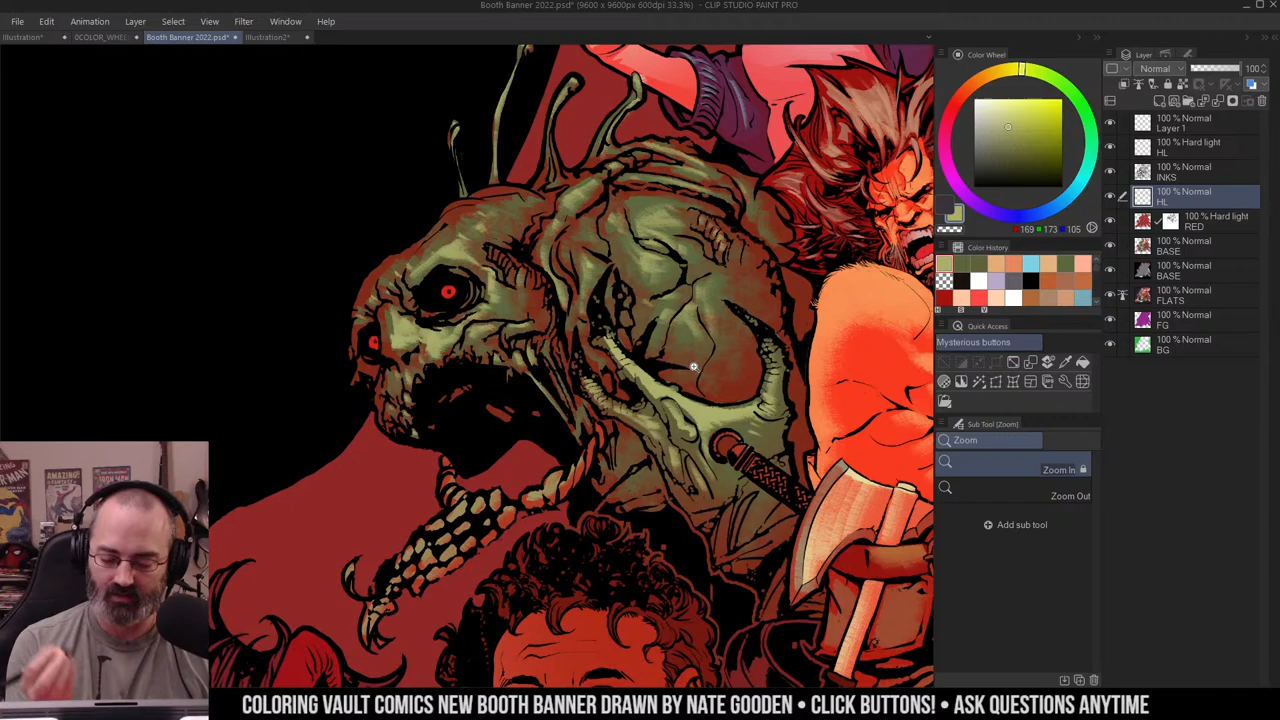 Booth Banner 2022.psd* (9600 x 9600px 600dpi 33.3%) - CLIP STUDIO PAINT PRO
File Edit Animation Layer Select View Filter Window Help
Illustration* 0COLOR_WHEE Booth Banner 2022.psd* Illustration2*
Color Wheel
169 173 105
Color History
H S V
Quick Access
Mysterious buttons
Sub Tool [Zoom]
Zoom
Zoom In
Zoom Out
Add sub tool
Layer
Normal 100
100 % Normal
Layer 1
100 % Hard light
HL
100 % Normal
INKS
100 % Normal
HL
100 % Hard light
RED
100 % Normal
BASE
100 % Normal
BASE
100 % Normal
FLATS
100 % Normal
FG
100 % Normal
BG
COLORING VAULT COMICS NEW BOOTH BANNER DRAWN BY NATE GOODEN • CLICK BUTTONS! • ASK QUESTIONS ANYTIME